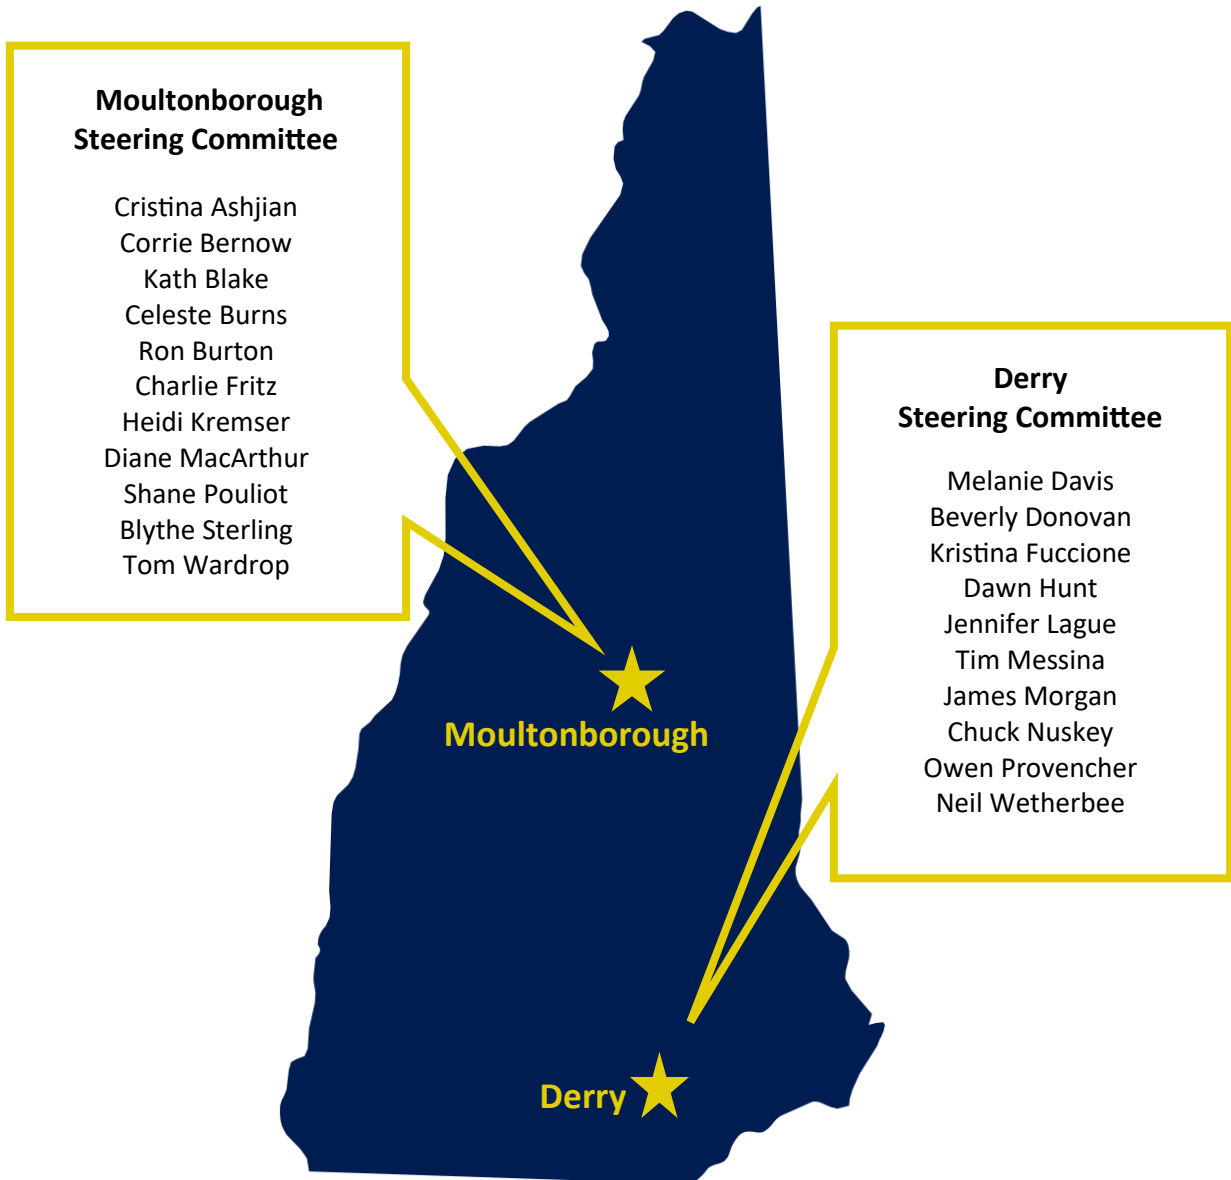 Moultonborough
Steering Committee
Cristina Ashjian
Corrie Bernow
Kath Blake
Celeste Burns
Ron Burton
Charlie Fritz
Heidi Kremser
Diane MacArthur
Shane Pouliot
Blythe Sterling
Tom Wardrop
Derry
Steering Committee
Melanie Davis
Beverly Donovan
Kristina Fuccione
Dawn Hunt
Jennifer Lague
Tim Messina
James Morgan
Chuck Nuskey
Owen Provencher
Neil Wetherbee
Moultonborough
Derry